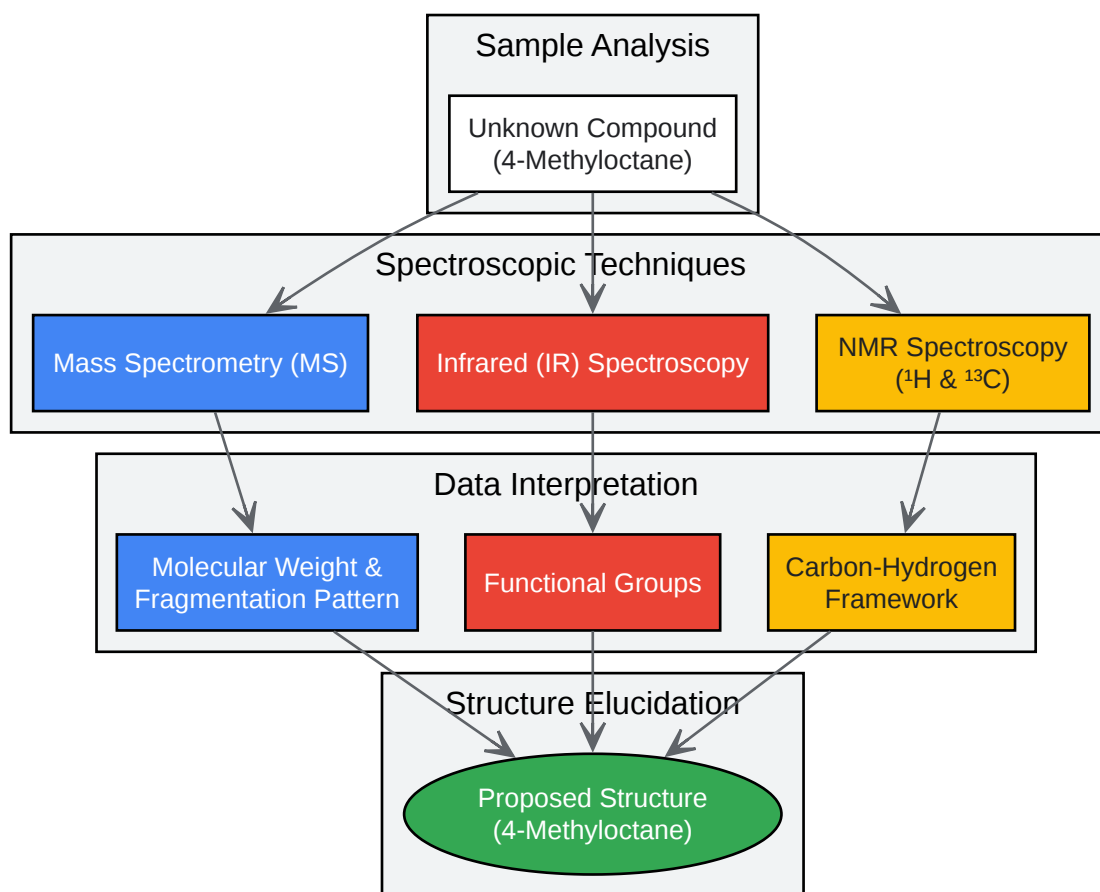 Sample Analysis
Unknown Compound
(4-Methyloctane)
Spectroscopic Techniques
Mass Spectrometry (MS)
Infrared (IR) Spectroscopy
NMR Spectroscopy
(¹H & ¹³C)
Data Interpretation
Molecular Weight &
Fragmentation Pattern
Functional Groups
Carbon-Hydrogen
Framework
Structure Elucidation
Proposed Structure
(4-Methyloctane)